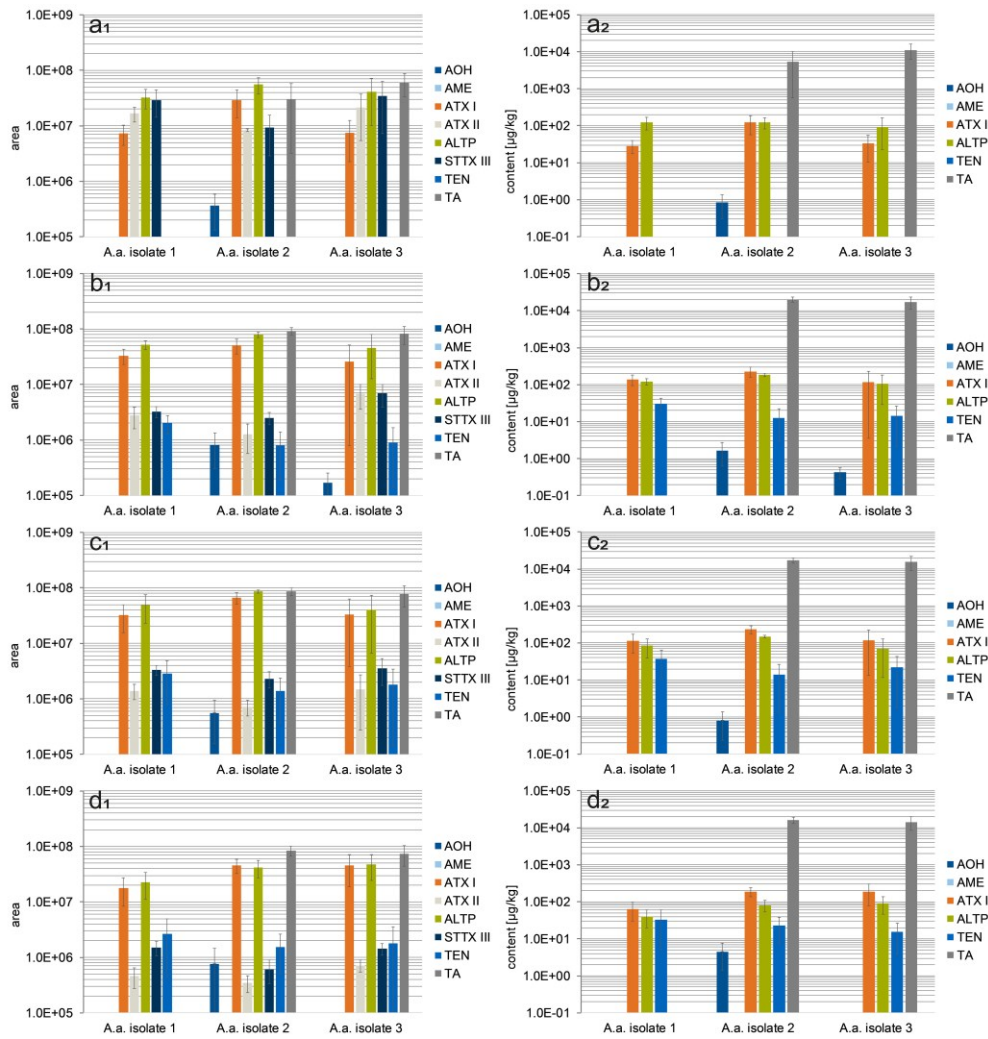 a₁
1.0E+09
1.0E+08
1.0E+07
1.0E+06
1.0E+05
area
A.a. isolate 1 A.a. isolate 2 A.a. isolate 3
AOH
AME
ATX I
ATX II
ALTP
STTX III
TEN
TA
a₂
1.0E+05
1.0E+04
1.0E+03
1.0E+02
1.0E+01
1.0E+00
1.0E-01
content [µg/kg]
A.a. isolate 1 A.a. isolate 2 A.a. isolate 3
AOH
AME
ATX I
ALTP
TEN
TA
b₁
1.0E+09
1.0E+08
1.0E+07
1.0E+06
1.0E+05
area
A.a. isolate 1 A.a. isolate 2 A.a. isolate 3
AOH
AME
ATX I
ATX II
ALTP
STTX III
TEN
TA
b₂
1.0E+05
1.0E+04
1.0E+03
1.0E+02
1.0E+01
1.0E+00
1.0E-01
content [µg/kg]
A.a. isolate 1 A.a. isolate 2 A.a. isolate 3
AOH
AME
ATX I
ALTP
TEN
TA
c₁
1.0E+09
1.0E+08
1.0E+07
1.0E+06
1.0E+05
area
A.a. isolate 1 A.a. isolate 2 A.a. isolate 3
AOH
AME
ATX I
ATX II
ALTP
STTX III
TEN
TA
c₂
1.0E+05
1.0E+04
1.0E+03
1.0E+02
1.0E+01
1.0E+00
1.0E-01
content [µg/kg]
A.a. isolate 1 A.a. isolate 2 A.a. isolate 3
AOH
AME
ATX I
ALTP
TEN
TA
d₁
1.0E+09
1.0E+08
1.0E+07
1.0E+06
1.0E+05
area
A.a. isolate 1 A.a. isolate 2 A.a. isolate 3
AOH
AME
ATX I
ATX II
ALTP
STTX III
TEN
TA
d₂
1.0E+05
1.0E+04
1.0E+03
1.0E+02
1.0E+01
1.0E+00
1.0E-01
content [µg/kg]
A.a. isolate 1 A.a. isolate 2 A.a. isolate 3
AOH
AME
ATX I
ALTP
TEN
TA